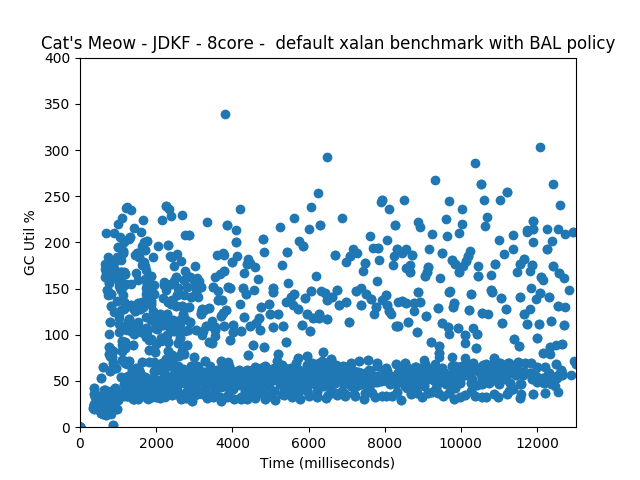 Cat's Meow - JDKF - 8core -  default xalan benchmark with BAL policy
400
350
300
250
200
150
100
50
0
GC Util %
0 2000 4000 6000 8000 10000 12000
Time (milliseconds)